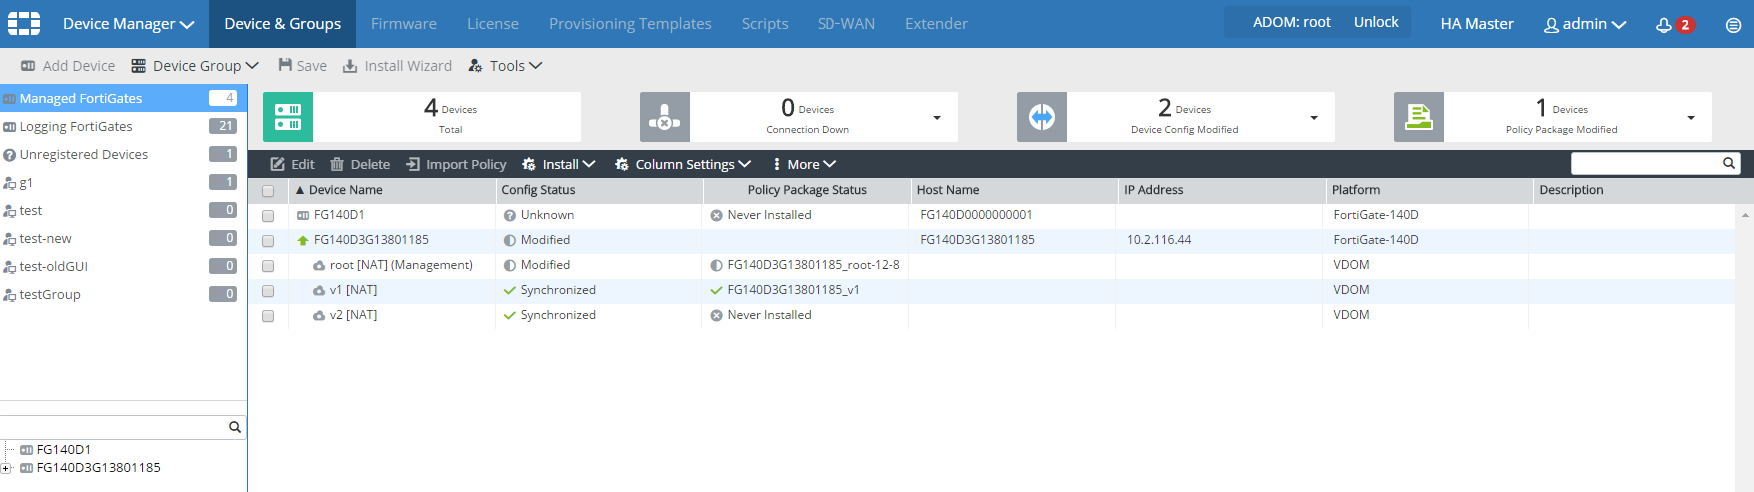 Device Manager Device & Groups Firmware License Provisioning Templates Scripts SD-WAN Extender ADOM: root Unlock HA Master admin 2
Add Device Device Group Save Install Wizard Tools
Managed FortiGates 4
Logging FortiGates 21
Unregistered Devices 1
g1 1
test 0
test-new 0
test-oldGUI 0
testGroup 0
FG140D1
FG140D3G13801185
4 Devices
Total
0 Devices
Connection Down
2 Devices
Device Config Modified
1 Devices
Policy Package Modified
Edit Delete Import Policy Install Column Settings More
Device Name Config Status Policy Package Status Host Name IP Address Platform Description
FG140D1 Unknown Never Installed FG140D0000000001 FortiGate-140D
FG140D3G13801185 Modified FG140D3G13801185 10.2.116.44 FortiGate-140D
root [NAT] (Management) Modified FG140D3G13801185_root-12-8 VDOM
v1 [NAT] Synchronized FG140D3G13801185_v1 VDOM
v2 [NAT] Synchronized Never Installed VDOM